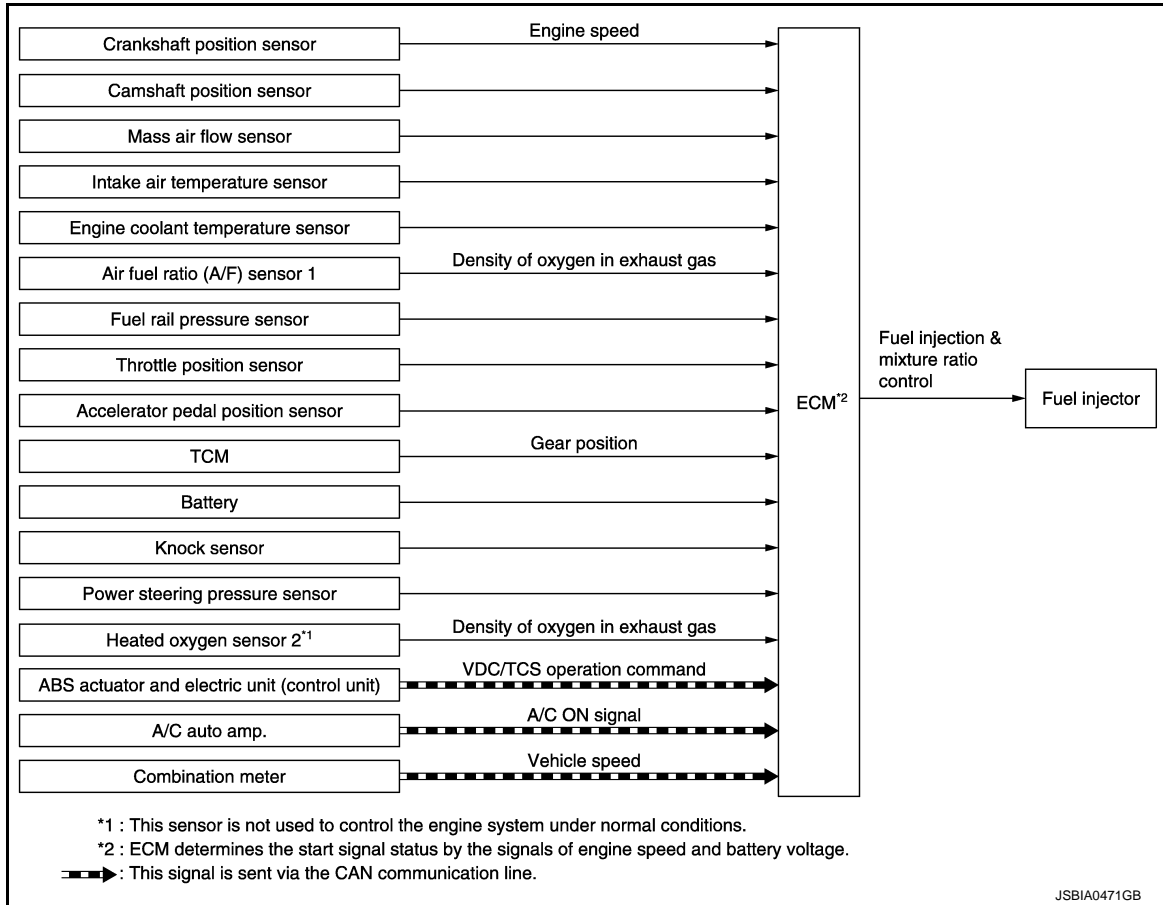 Crankshaft position sensor
Engine speed
Camshaft position sensor
Mass air flow sensor
Intake air temperature sensor
Engine coolant temperature sensor
Air fuel ratio (A/F) sensor 1
Density of oxygen in exhaust gas
Fuel rail pressure sensor
Throttle position sensor
Accelerator pedal position sensor
TCM
Gear position
Battery
Knock sensor
Power steering pressure sensor
Heated oxygen sensor 2*1
Density of oxygen in exhaust gas
ABS actuator and electric unit (control unit)
VDC/TCS operation command
A/C auto amp.
A/C ON signal
Combination meter
Vehicle speed
ECM*2
Fuel injection &
mixture ratio
control
Fuel injector
*1 : This sensor is not used to control the engine system under normal conditions.
*2 : ECM determines the start signal status by the signals of engine speed and battery voltage.
: This signal is sent via the CAN communication line.
JSBIA0471GB